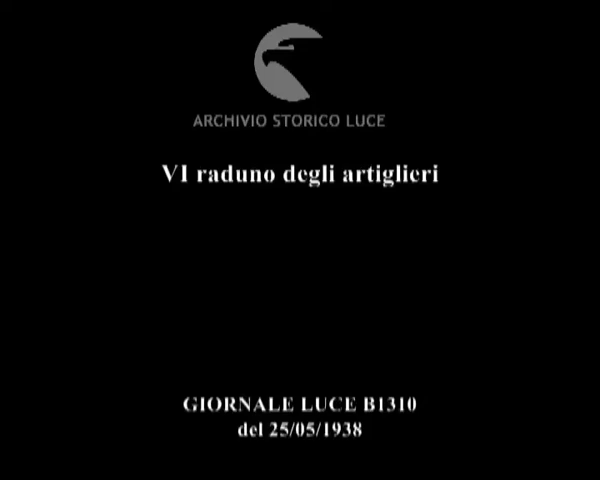 ARCHIVIO STORICO LUCE
VI raduno degli artiglieri
GIORNALE LUCE B1310
del 25/05/1938